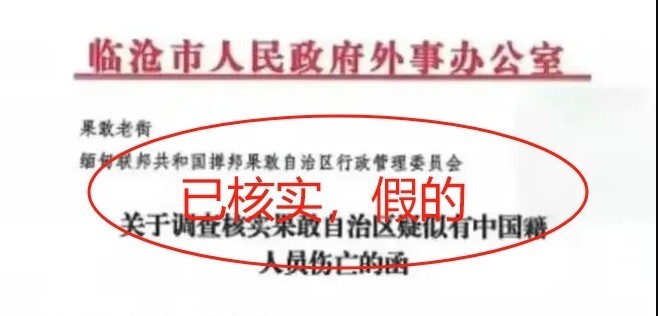 临沧市人民政府外事办公室
果敢老街
缅甸联邦共和国掸邦果敢自治区行政管理委员会
已核实，假的
关于调查核实果敢自治区疑似有中国籍
人员伤亡的函